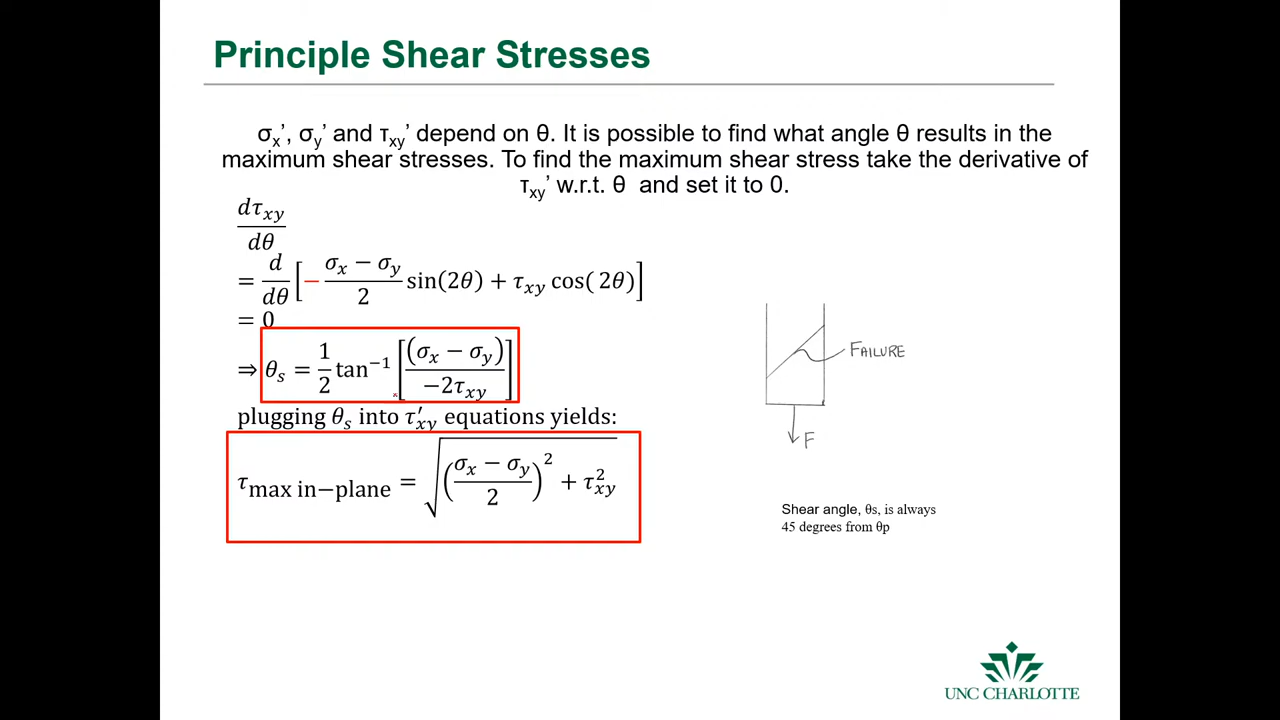 Principle Shear Stresses
σx’, σy’ and τxy’ depend on θ. It is possible to find what angle θ results in the
maximum shear stresses. To find the maximum shear stress take the derivative of
τxy’ w.r.t. θ and set it to 0.
dτxy/dθ
= d/dθ [− (σx − σy)/2 sin(2θ) + τxy cos( 2θ)]
= 0
⇒ θs = 1/2 tan⁻¹ [(σx − σy)/−2τxy]
plugging θs into τ′xy equations yields:
τmax in−plane = √((σx − σy)/2)² + τ²xy
FAILURE
F
Shear angle, θs, is always
45 degrees from θp
UNC CHARLOTTE